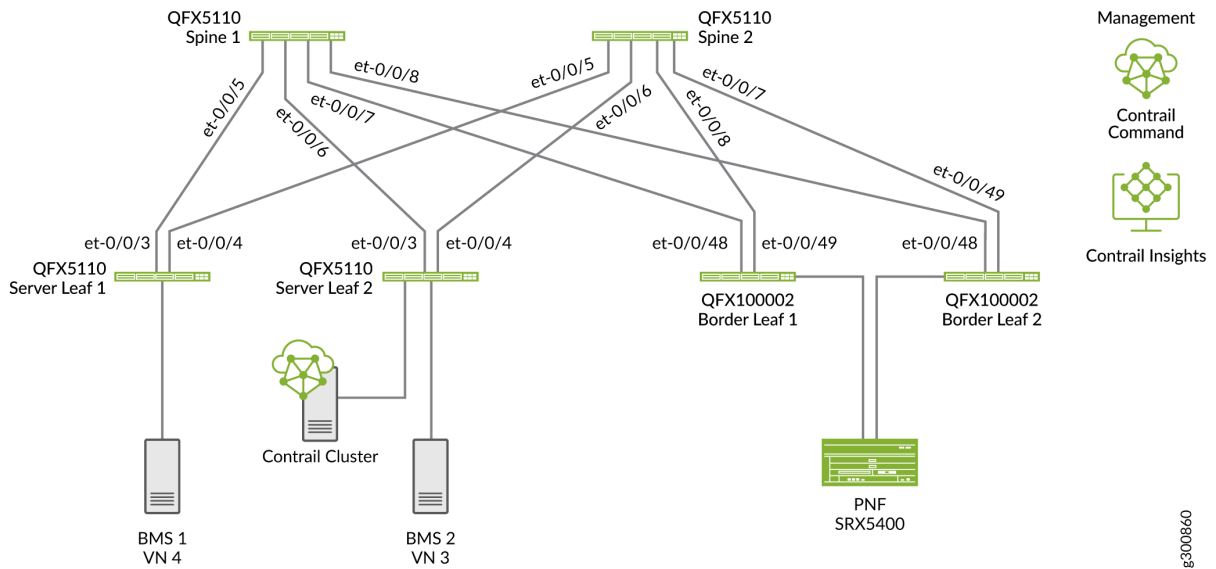 QFX5110
Spine 1
QFX5110
Spine 2
Management
Contrail
Command
Contrail Insights
et-0/0/5
et-0/0/6
et-0/0/7
et-0/0/8
et-0/0/5
et-0/0/6
et-0/0/8
et-0/0/7
et-0/0/49
et-0/0/3
et-0/0/4
et-0/0/3
et-0/0/4
et-0/0/48
et-0/0/49
et-0/0/48
QFX5110
Server Leaf 1
QFX5110
Server Leaf 2
QFX100002
Border Leaf 1
QFX100002
Border Leaf 2
Contrail Cluster
BMS 1
VN 4
BMS 2
VN 3
PNF
SRX5400
g300860